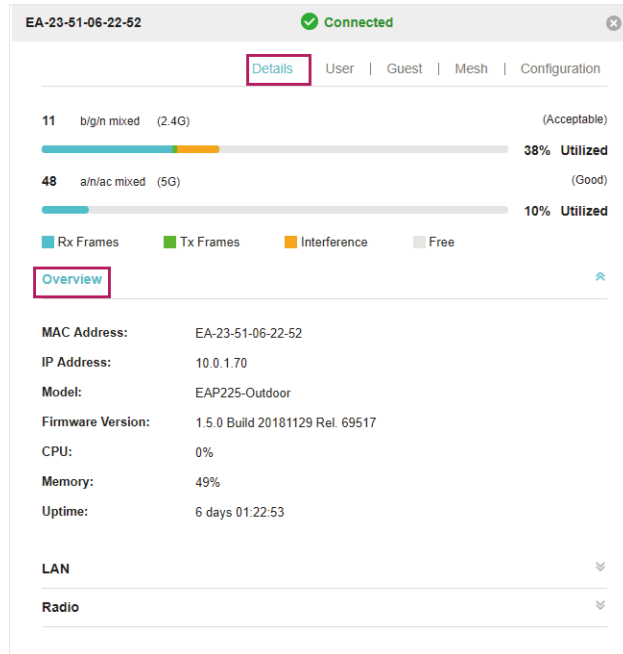 EA-23-51-06-22-52 Connected
Details User | Guest | Mesh | Configuration
11 b/g/n mixed (2.4G) (Acceptable)
38% Utilized
48 a/n/ac mixed (5G) (Good)
10% Utilized
Rx Frames Tx Frames Interference Free
Overview
MAC Address: EA-23-51-06-22-52
IP Address: 10.0.1.70
Model: EAP225-Outdoor
Firmware Version: 1.5.0 Build 20181129 Rel. 69517
CPU: 0%
Memory: 49%
Uptime: 6 days 01:22:53
LAN
Radio